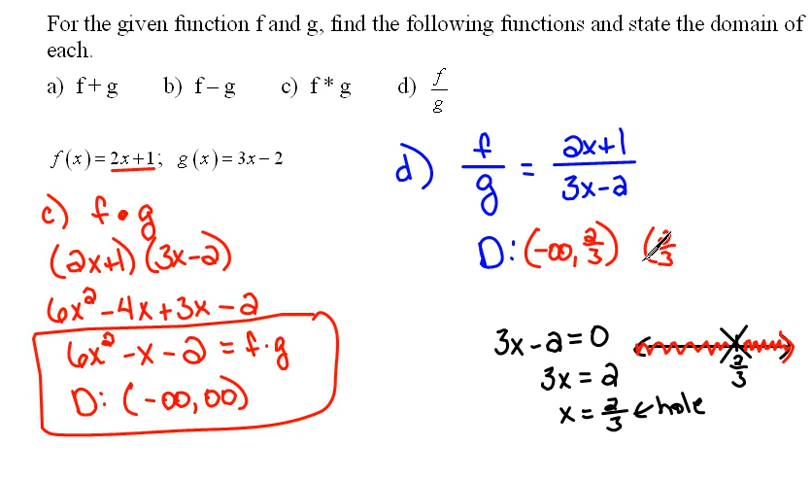 For the given function f and g, find the following functions and state the domain of
each.
a) f+g b) f-g c) f*g d) f/g
f(x)=2x+1; g(x)=3x-2
c) f•g
(2x+1)(3x-2)
6x²-4x+3x-2
6x²-x-2=f·g
D: (-∞,∞)
d) f/g = 2x+1/3x-2
D: (-∞, 2/3) (2/3
3x-2=0
3x=2
x=2/3 ← hole
2/3